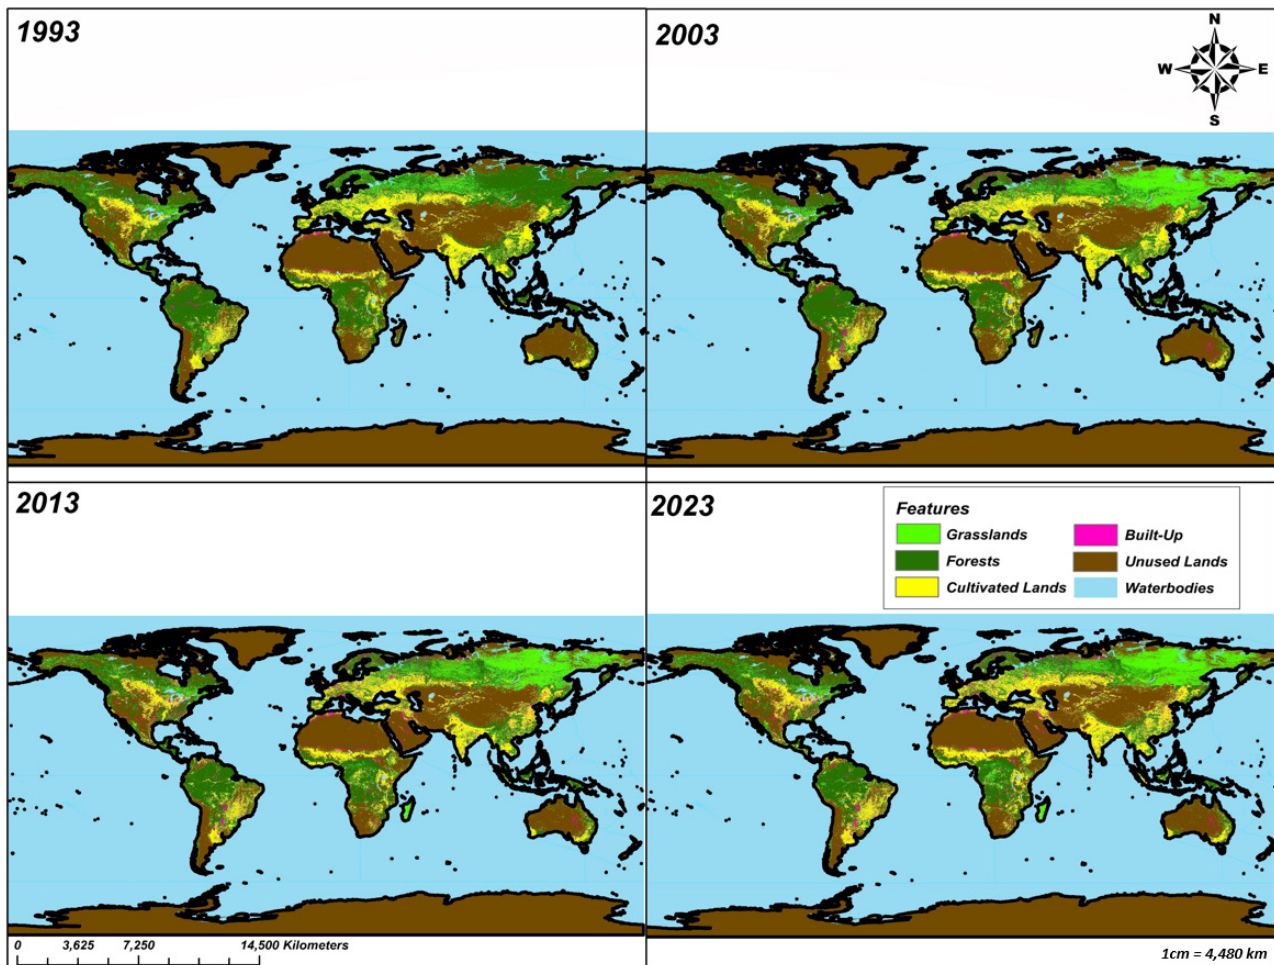 1993
2003
N
W E
S
2013
2023
Features
Grasslands Built-Up
Forests Unused Lands
Cultivated Lands Waterbodies
0 3,625 7,250 14,500 Kilometers
1cm = 4,480 km